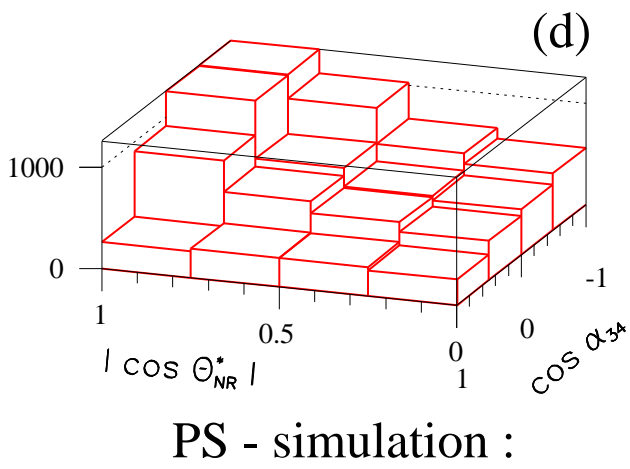 (d)
1000
0
1
0.5
0
1
0
-1
| COS Θ*NR |
COS α34
PS - simulation :